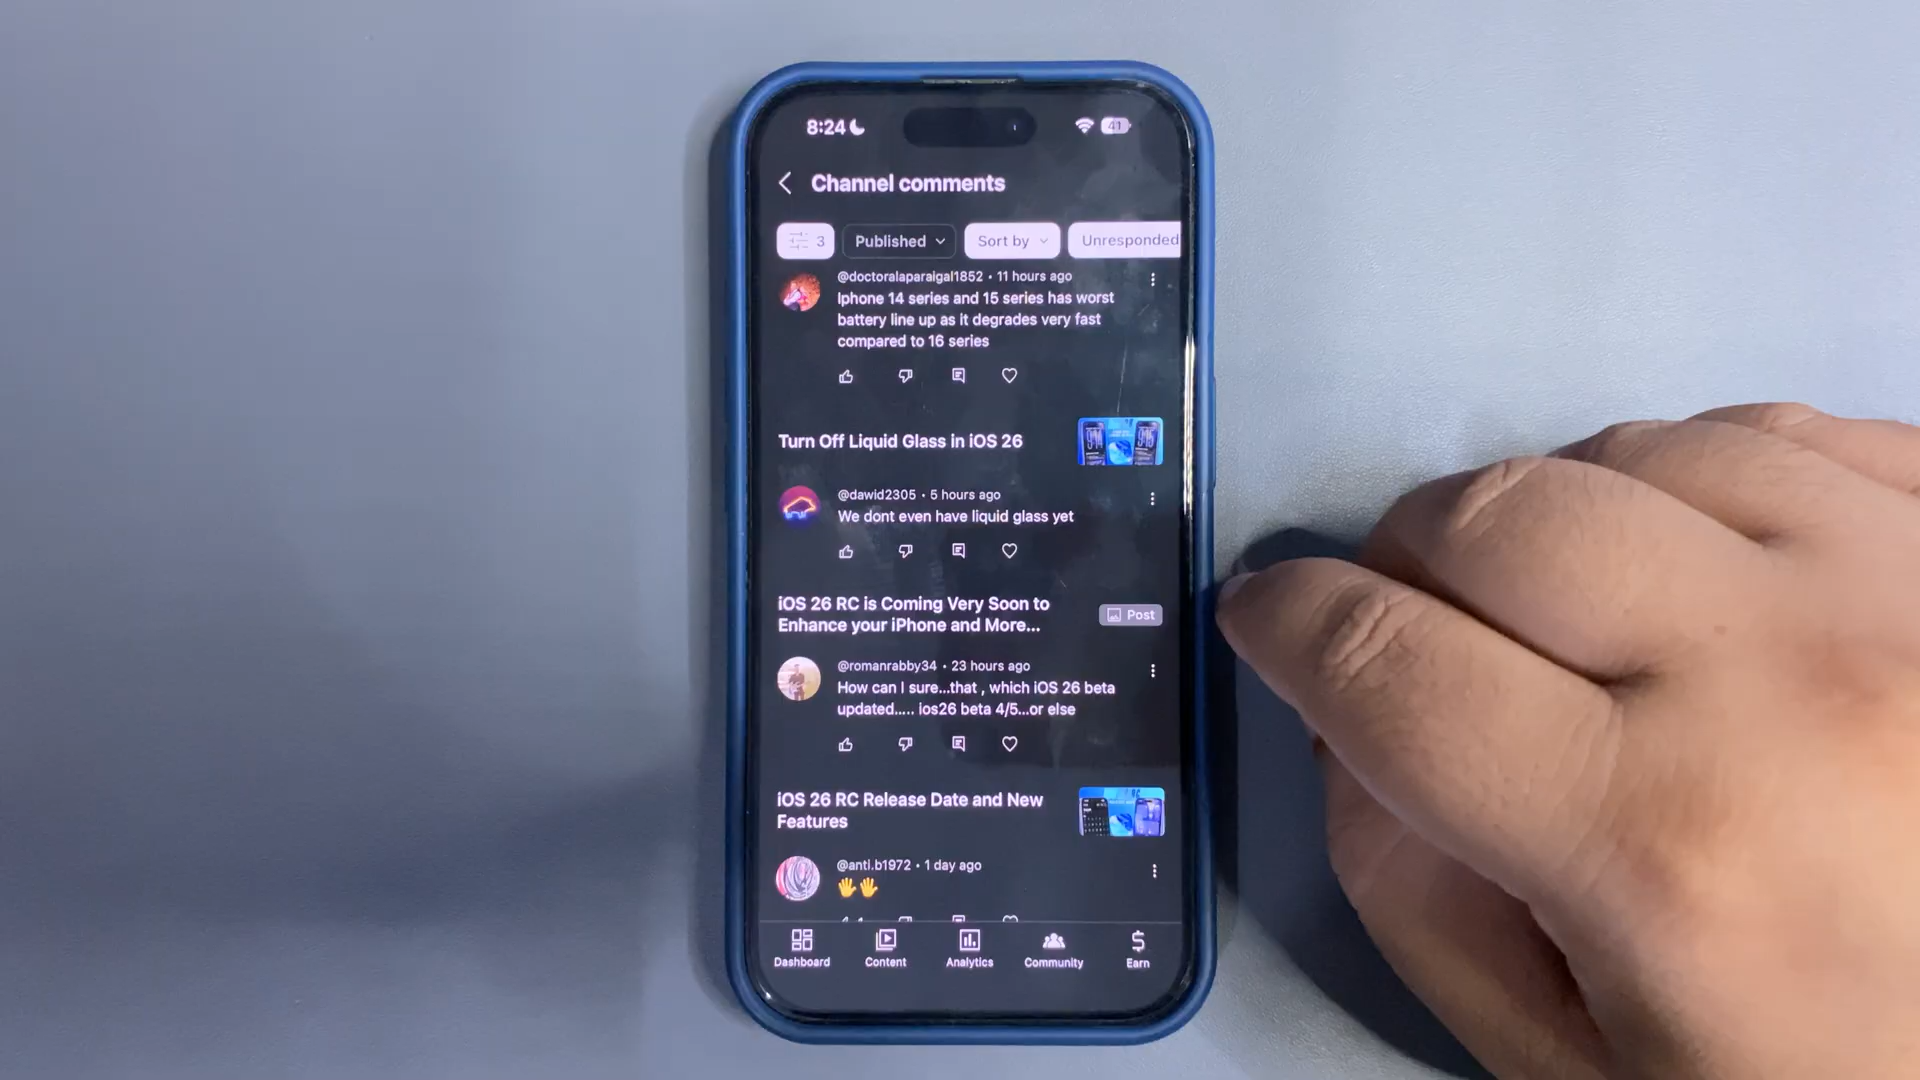 8:24
41
Channel comments
3
Published
Sort by
Unresponded
@doctoralaparaigal1852 • 11 hours ago
Iphone 14 series and 15 series has worst
battery line up as it degrades very fast
compared to 16 series
Turn Off Liquid Glass in iOS 26
@dawid2305 • 5 hours ago
We dont even have liquid glass yet
iOS 26 RC is Coming Very Soon to
Enhance your iPhone and More...
Post
@romanrabby34 • 23 hours ago
How can I sure...that , which iOS 26 beta
updated..... ios26 beta 4/5...or else
iOS 26 RC Release Date and New
Features
@anti.b1972 • 1 day ago
🖐🖐
Dashboard
Content
Analytics
Community
Earn